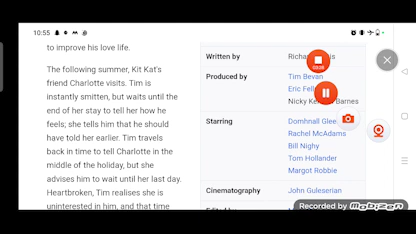 10:55
to improve his love life.
The following summer, Kit Kat's
friend Charlotte visits. Tim is
instantly smitten, but waits until the
end of her stay to tell her how he
feels; she tells him that he should
have told her earlier. Tim travels
back in time to tell Charlotte in the
middle of the holiday, but she
advises him to wait until her last day.
Heartbroken, Tim realises she is
uninterested in him, and that time
Written by
Produced by Tim Bevan
Eric
Nicky Barnes
Starring Domhnall
Rachel McAdams
Bill Nighy
Tom Hollander
Margot Robbie
Cinematography John Guleserian
Recorded by
Mobizen